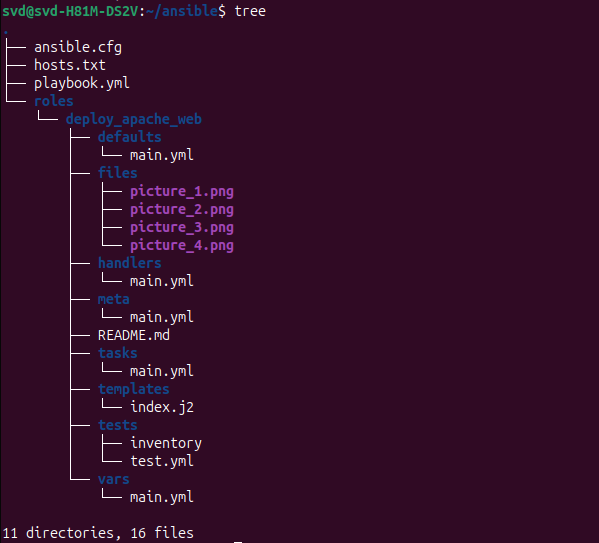 svd@svd-H81M-DS2V:~/ansible$ tree
.
├── ansible.cfg
├── hosts.txt
├── playbook.yml
└── roles
    └── deploy_apache_web
        ├── defaults
        │   └── main.yml
        ├── files
        │   ├── picture_1.png
        │   ├── picture_2.png
        │   ├── picture_3.png
        │   └── picture_4.png
        ├── handlers
        │   └── main.yml
        ├── meta
        │   └── main.yml
        ├── README.md
        ├── tasks
        │   └── main.yml
        ├── templates
        │   └── index.j2
        ├── tests
        │   ├── inventory
        │   └── test.yml
        └── vars
            └── main.yml
11 directories, 16 files